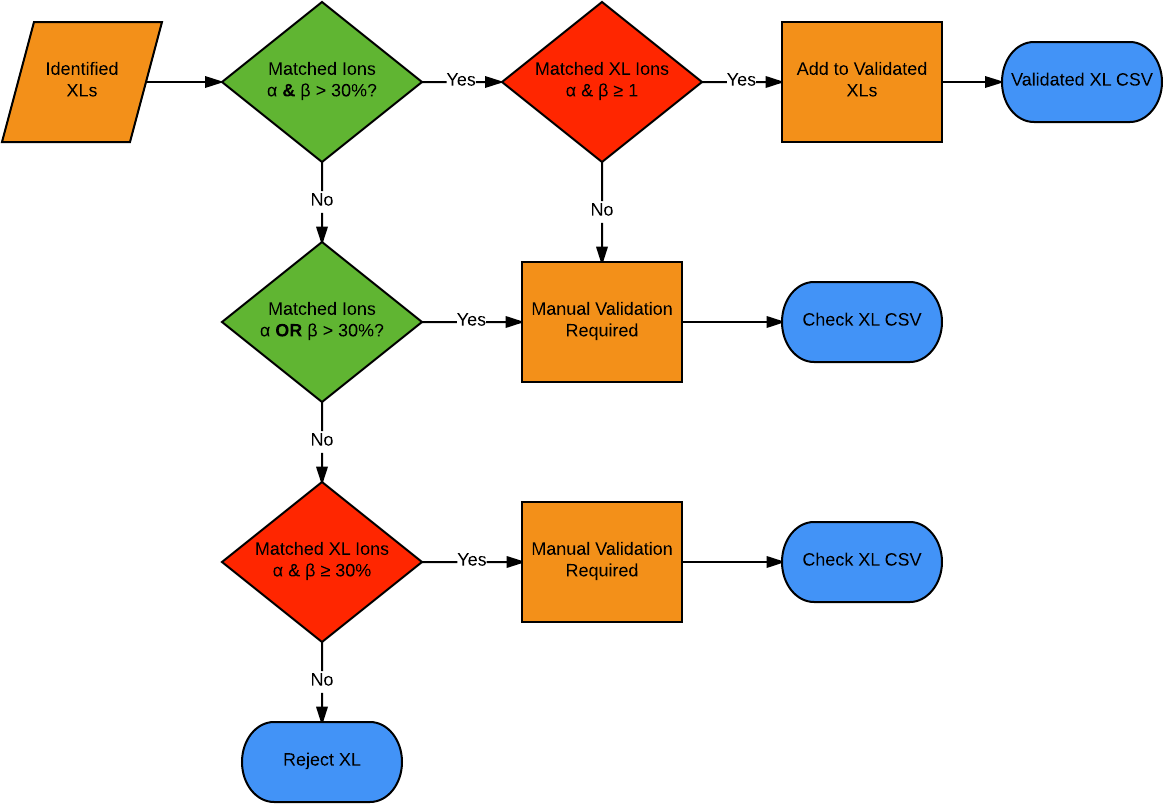 Identified
XLs
Matched Ions
α & β > 30%?
Yes
Matched XL Ions
α & β ≥ 1
Yes
Add to Validated
XLs
Validated XL CSV
No
No
Matched Ions
α OR β > 30%?
Yes
Manual Validation
Required
Check XL CSV
No
Matched XL Ions
α & β ≥ 30%
Yes
Manual Validation
Required
Check XL CSV
No
Reject XL